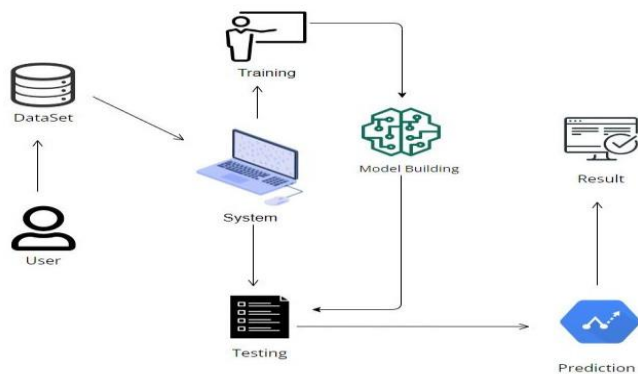 Training
DataSet
Model Building
Result
System
User
Testing
Prediction